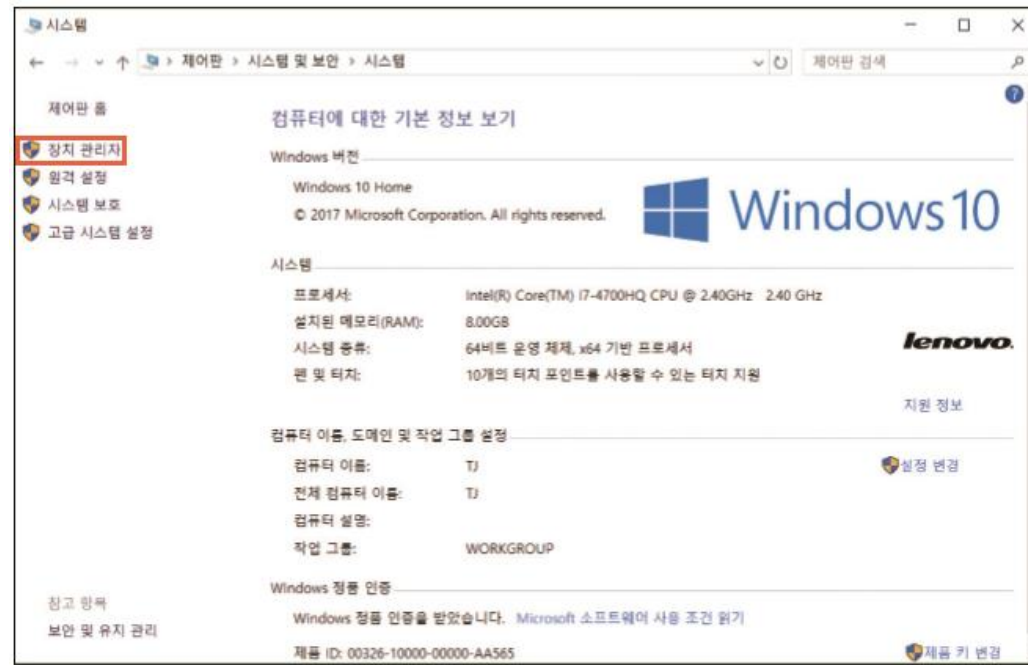 시스템
제어판 › 시스템 및 보안 › 시스템
제어판 검색
제어판 홈
장치 관리자
원격 설정
시스템 보호
고급 시스템 설정
컴퓨터에 대한 기본 정보 보기
Windows 버전
Windows 10 Home
© 2017 Microsoft Corporation. All rights reserved.
Windows 10
시스템
프로세서: Intel(R) Core(TM) i7-4700HQ CPU @ 2.40GHz 2.40 GHz
설치된 메모리(RAM): 8.00GB
시스템 종류: 64비트 운영 체제, x64 기반 프로세서
펜 및 터치: 10개의 터치 포인트를 사용할 수 있는 터치 지원
lenovo.
지원 정보
컴퓨터 이름, 도메인 및 작업 그룹 설정
컴퓨터 이름: TJ
설정 변경
전체 컴퓨터 이름: TJ
컴퓨터 설명:
작업 그룹: WORKGROUP
Windows 정품 인증
Windows 정품 인증을 받았습니다. Microsoft 소프트웨어 사용 조건 읽기
제품 ID: 00326-10000-00000-AA565
제품 키 변경
참고 항목
보안 및 유지 관리